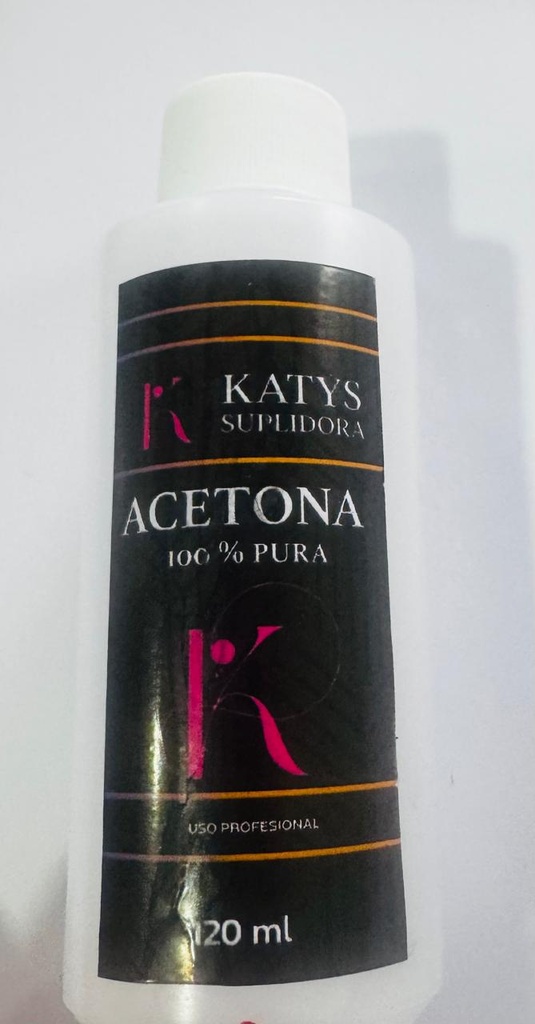 K KATYS
SUPLIDORA
ACETONA
100 % PURA
K
USO PROFESIONAL
120 ml